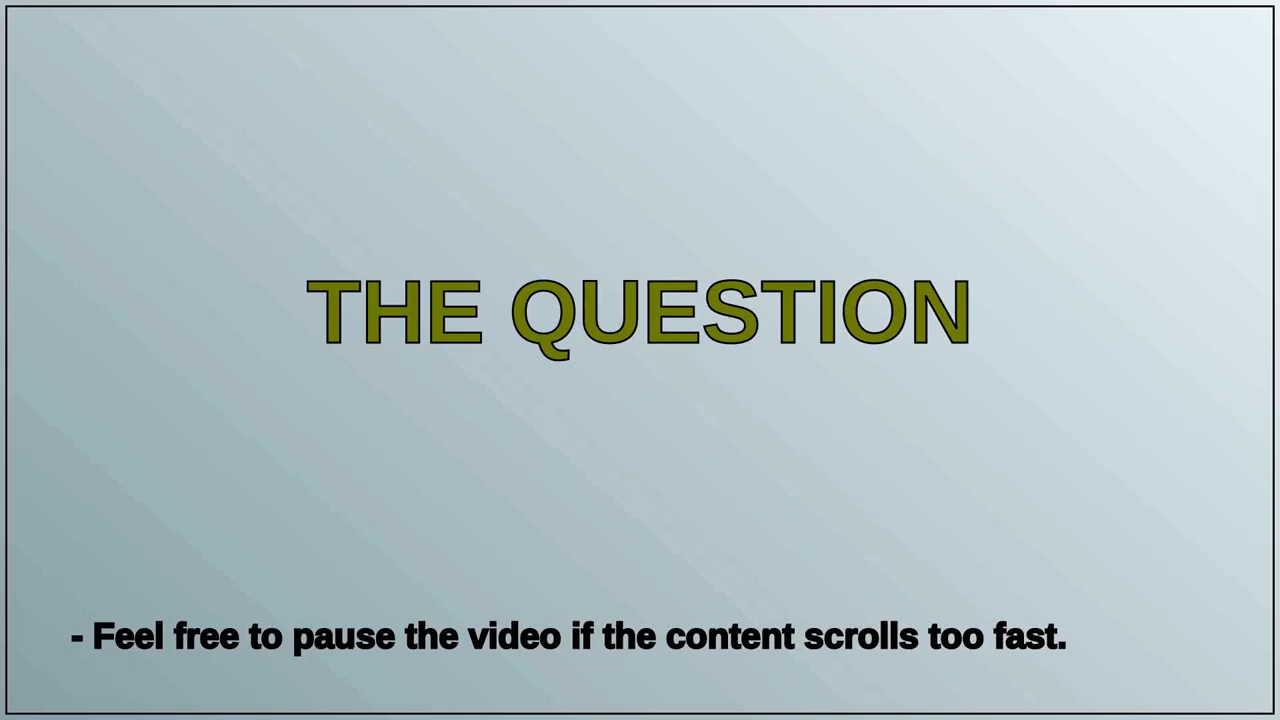 THE QUESTION
- Feel free to pause the video if the content scrolls too fast.